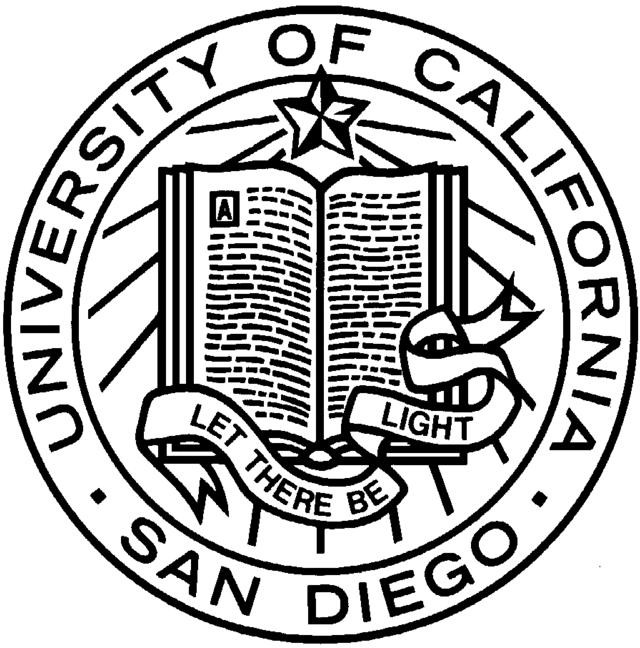 UNIVERSITY OF CALIFORNIA
SAN DIEGO
A
LET THERE BE
LIGHT